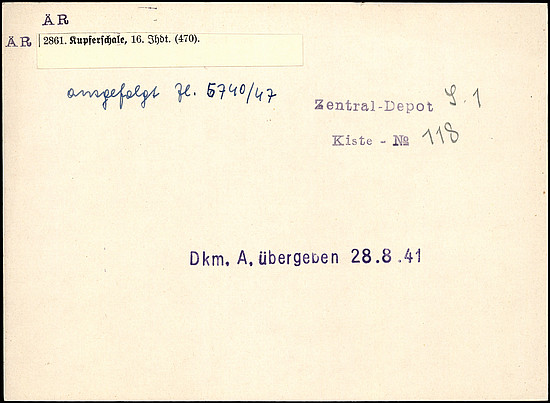 ÄR
ÄR 2861. Kupferschale, 16. Jhdt. (470).
ausgefolgt Zl. 5740/47
Zentral-Depot S. 1
Kiste - № 118
Dkm. A. übergeben 28.8.41